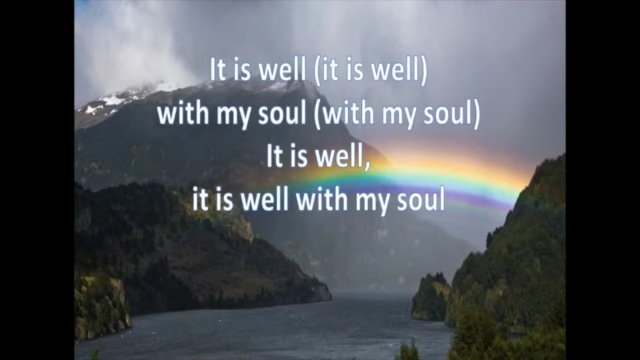 It is well (it is well)
with my soul (with my soul)
It is well,
it is well with my soul